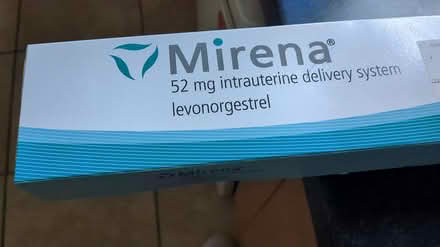 Mirena®
52 mg intrauterine delivery system
levonorgestrel